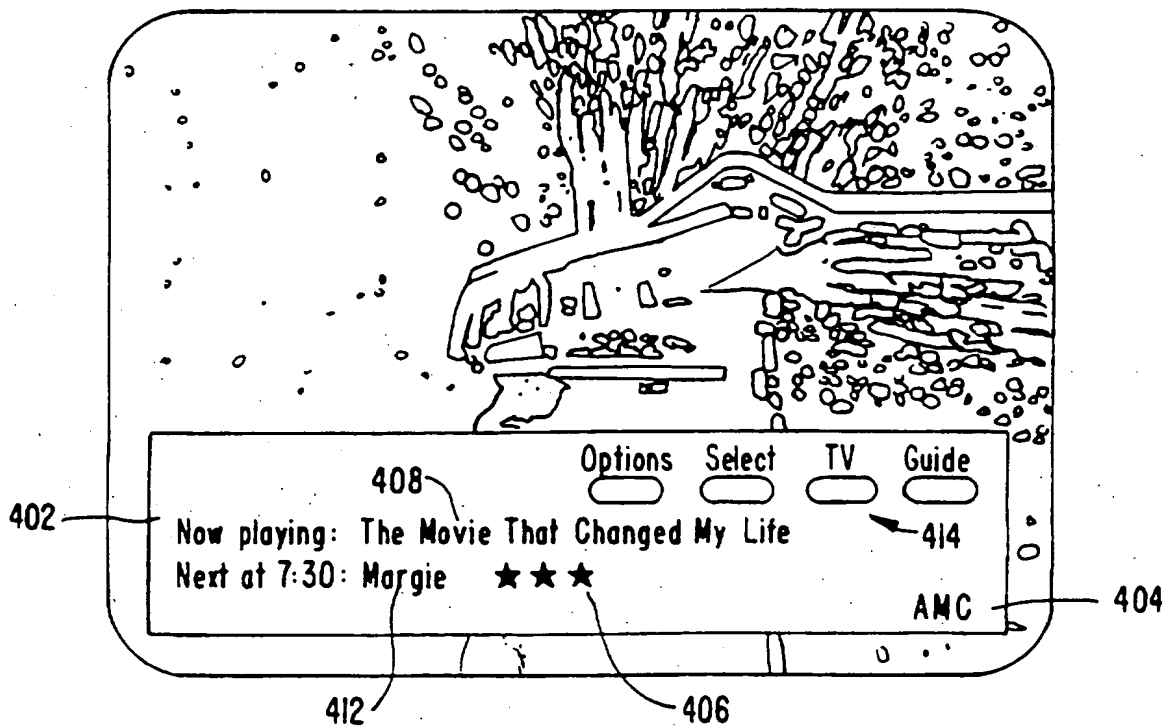 Options Select TV Guide
408
402
Now playing: The Movie That Changed My Life
414
Next at 7:30: Margie ★★★
AMC
404
412
406